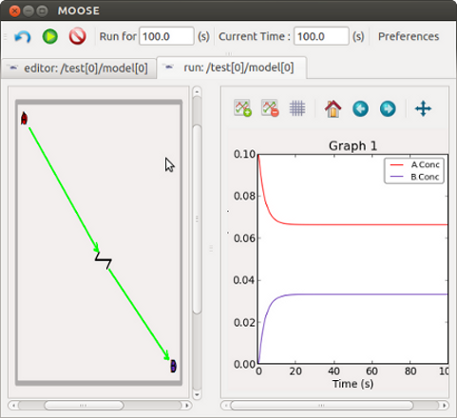 MOOSE
Run for 100.0 (s) Current Time : 100.0 (s) Preferences
editor: /test[0]/model[0] run: /test[0]/model[0]
Graph 1
A.Conc
B.Conc
0.10
0.08
0.06
0.04
0.02
0.00
0 20 40 60 80 100
Time (s)